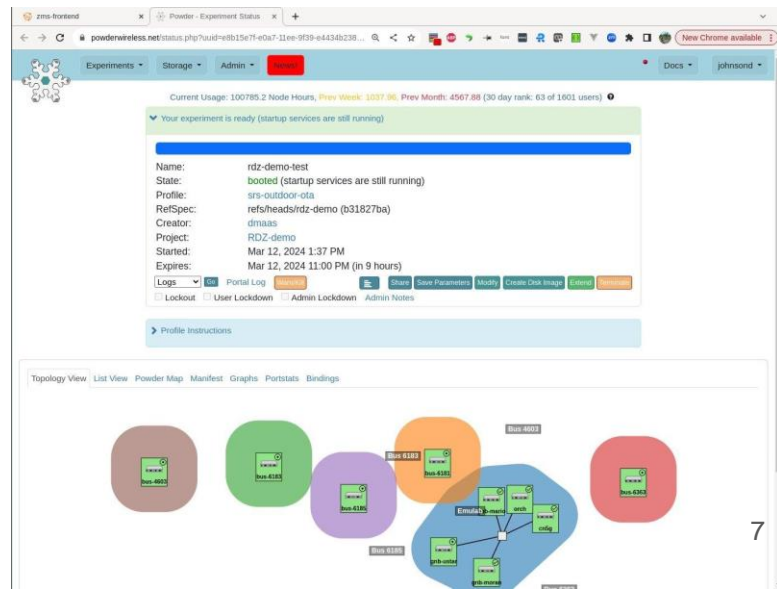 zms-frontend
Powder - Experiment Status
powderwireless.net/status.php?uuid=e8b15e7f-e0a7-11ee-9f39-e4434b238...
New Chrome available
Experiments
Storage
Admin
Docs
johnsond
Current Usage: 100785.2 Node Hours, Prev Week: 1037.96, Prev Month: 4567.88 (30 day rank: 63 of 1601 users)
Your experiment is ready (startup services are still running)
Name: rdz-demo-test
State: booted (startup services are still running)
Profile: srs-outdoor-ota
RefSpec: refs/heads/rdz-demo (b31827ba)
Creator: dmaas
Project: RDZ-demo
Started: Mar 12, 2024 1:37 PM
Expires: Mar 12, 2024 11:00 PM (in 9 hours)
Logs Go Portal Log Share Save Parameters Modify Create Disk Image Extend Terminate
Lockout User Lockdown Admin Lockdown Admin Notes
Profile Instructions
Topology View List View Powder Map Manifest Graphs Portstats Bindings
Bus 4603
Bus 6183
bus-4603
bus-6183
bus-6181
bus-6185
bus-6363
Emulab
orch
cn5g
7
Bus 6185